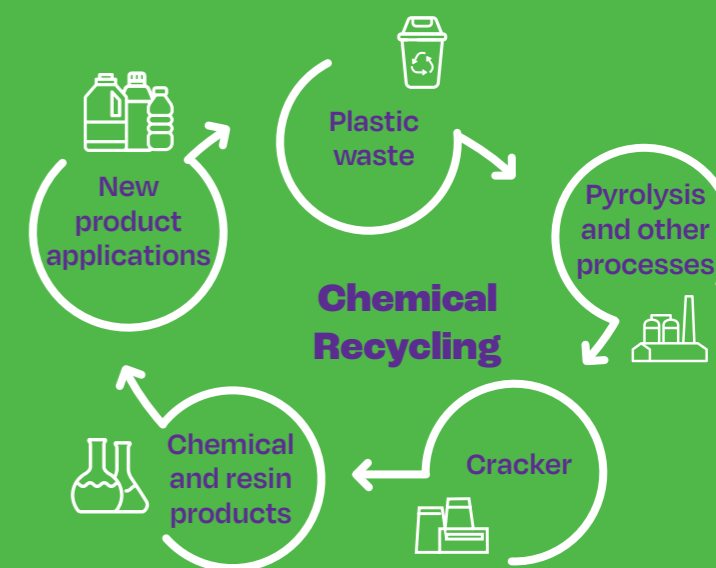 Plastic
waste
Pyrolysis
and other
processes
Cracker
Chemical
and resin
products
New
product
applications
Chemical
Recycling